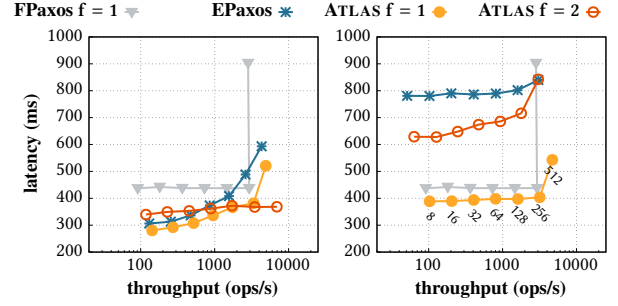 FPaxos f = 1 EPaxos ATLAS f = 1 ATLAS f = 2
latency (ms)
1000
900
800
700
600
500
400
300
200
100 1000 10000
throughput (ops/s)
1000
900
800
700
600
500
400
300
200
8 16 32 64 128 256 512
100 1000 10000
throughput (ops/s)